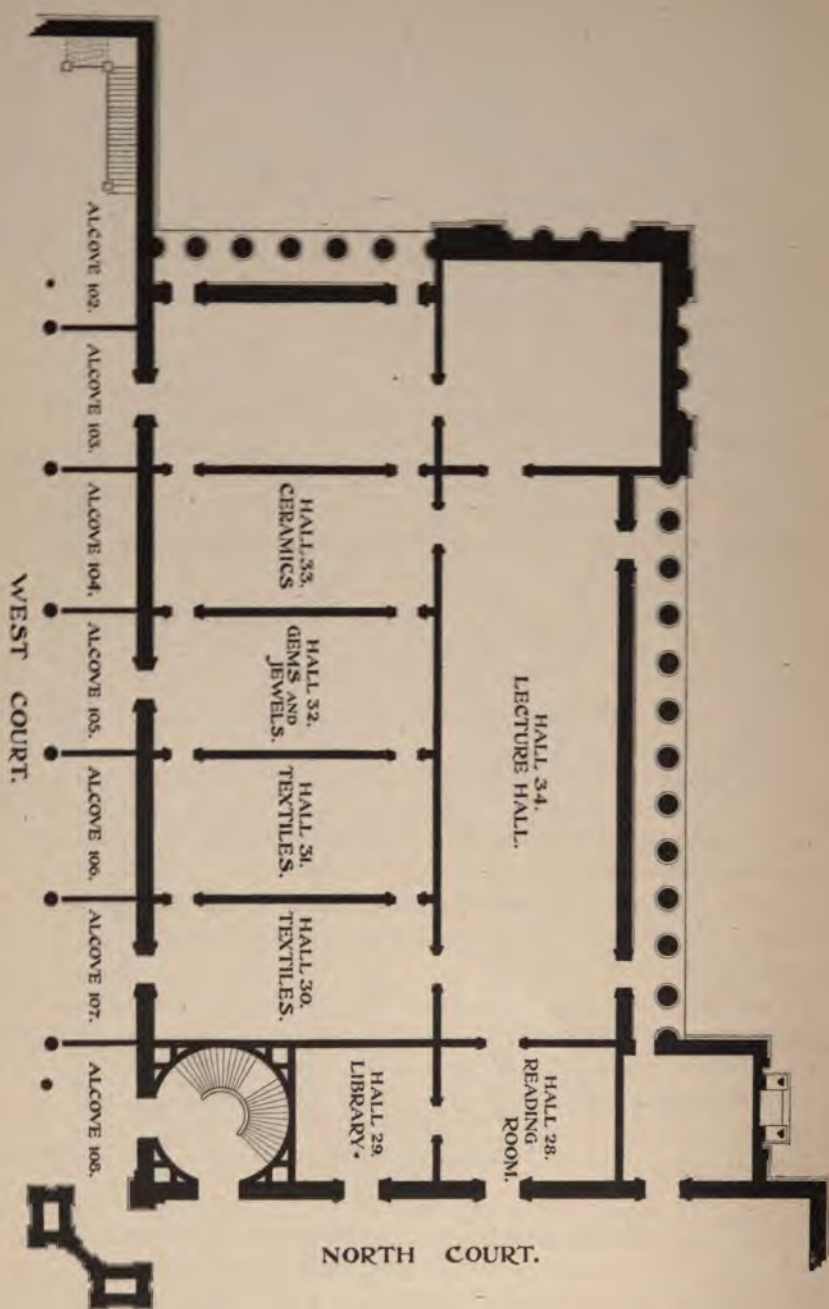 ALCOVE 102.
ALCOVE 103.
ALCOVE 104.
ALCOVE 105.
ALCOVE 106.
ALCOVE 107.
ALCOVE 108.
WEST COURT.
HALL 33.
CERAMICS
HALL 32.
GEMS AND
JEWELS.
HALL 31.
TEXTILES.
HALL 30.
TEXTILES.
HALL 29.
LIBRARY.
HALL 34.
LECTURE HALL.
HALL 28.
READING
ROOM.
NORTH COURT.